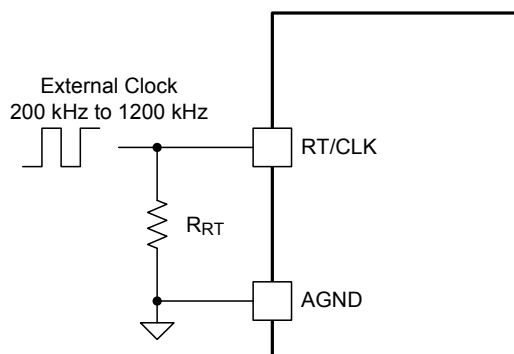 External Clock
200 kHz to 1200 kHz
RT/CLK
RRT
AGND